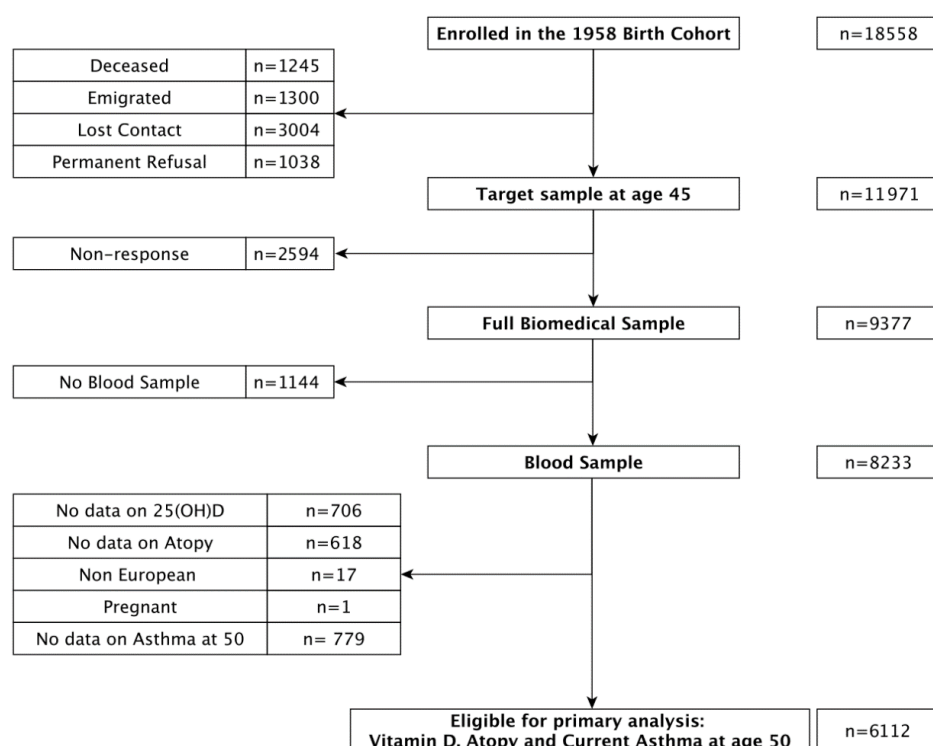 Enrolled in the 1958 Birth Cohort n=18558
Deceased n=1245
Emigrated n=1300
Lost Contact n=3004
Permanent Refusal n=1038
Target sample at age 45 n=11971
Non-response n=2594
Full Biomedical Sample n=9377
No Blood Sample n=1144
Blood Sample n=8233
No data on 25(OH)D n=706
No data on Atopy n=618
Non European n=17
Pregnant n=1
No data on Asthma at 50 n= 779
Eligible for primary analysis:
Vitamin D, Atopy and Current Asthma at age 50 n=6112